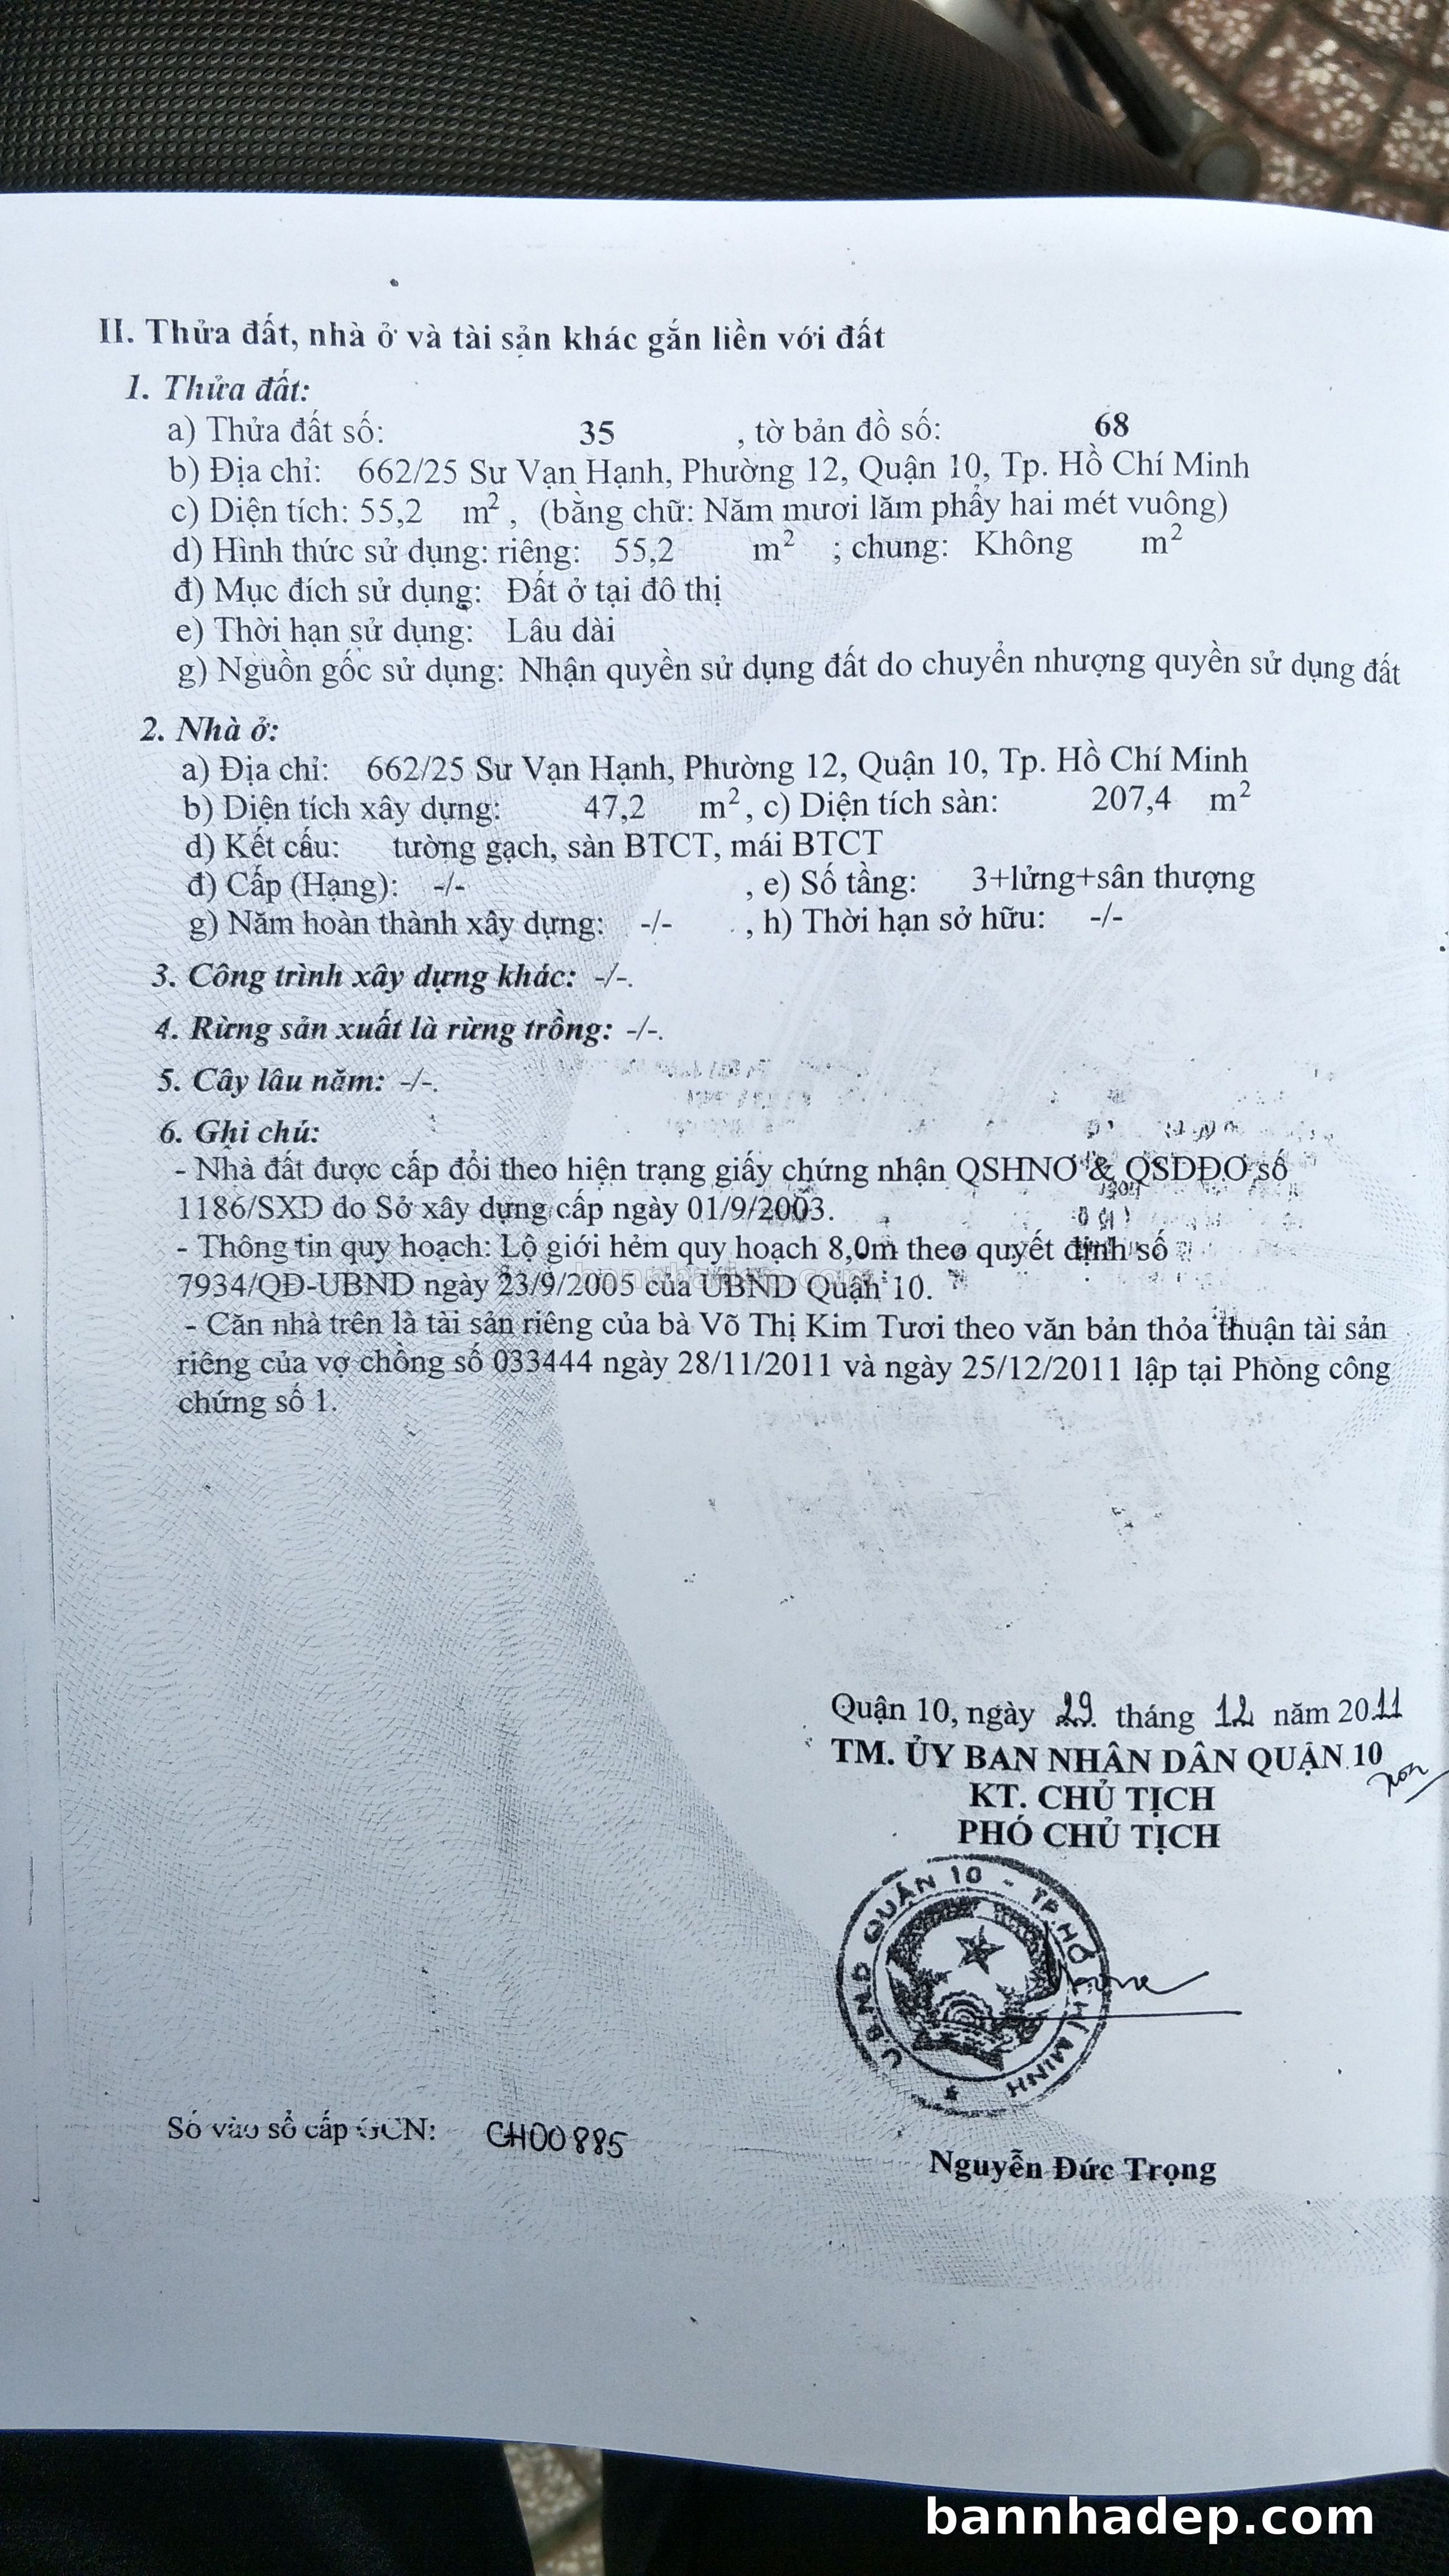 II. Thửa đất, nhà ở và tài sản khác gắn liền với đất
1. Thửa đất:
a) Thửa đất số: 35 , tờ bản đồ số: 68
b) Địa chỉ: 662/25 Sư Vạn Hạnh, Phường 12, Quận 10, Tp. Hồ Chí Minh
c) Diện tích: 55,2 m², (bằng chữ: Năm mươi lăm phẩy hai mét vuông)
d) Hình thức sử dụng: riêng: 55,2 m² ; chung: Không m²
đ) Mục đích sử dụng: Đất ở tại đô thị
e) Thời hạn sử dụng: Lâu dài
g) Nguồn gốc sử dụng: Nhận quyền sử dụng đất do chuyển nhượng quyền sử dụng đất
2. Nhà ở:
a) Địa chỉ: 662/25 Sư Vạn Hạnh, Phường 12, Quận 10, Tp. Hồ Chí Minh
b) Diện tích xây dựng: 47,2 m², c) Diện tích sàn: 207,4 m²
d) Kết cấu: tường gạch, sàn BTCT, mái BTCT
đ) Cấp (Hạng): -/- , e) Số tầng: 3+lửng+sân thượng
g) Năm hoàn thành xây dựng: -/- , h) Thời hạn sở hữu: -/-
3. Công trình xây dựng khác: -/-.
4. Rừng sản xuất là rừng trồng: -/-.
5. Cây lâu năm: -/-.
6. Ghi chú:
- Nhà đất được cấp đổi theo hiện trạng giấy chứng nhận QSHNƠ & QSDĐƠ số
1186/SXD do Sở xây dựng cấp ngày 01/9/2003.
- Thông tin quy hoạch: Lộ giới hẻm quy hoạch 8,0m theo quyết định số
7934/QĐ-UBND ngày 23/9/2005 của UBND Quận 10.
- Căn nhà trên là tài sản riêng của bà Võ Thị Kim Tươi theo văn bản thỏa thuận tài sản
riêng của vợ chồng số 033444 ngày 28/11/2011 và ngày 25/12/2011 lập tại Phòng công
chứng số 1.
Quận 10, ngày 29 tháng 12 năm 2011
TM. ỦY BAN NHÂN DÂN QUẬN 10
KT. CHỦ TỊCH
PHÓ CHỦ TỊCH
U.B.N.D QUẬN 10 - TP.HỒ CHÍ MINH
Số vào sổ cấp GCN: CH00885
Nguyễn Đức Trọng
bannhadep.com